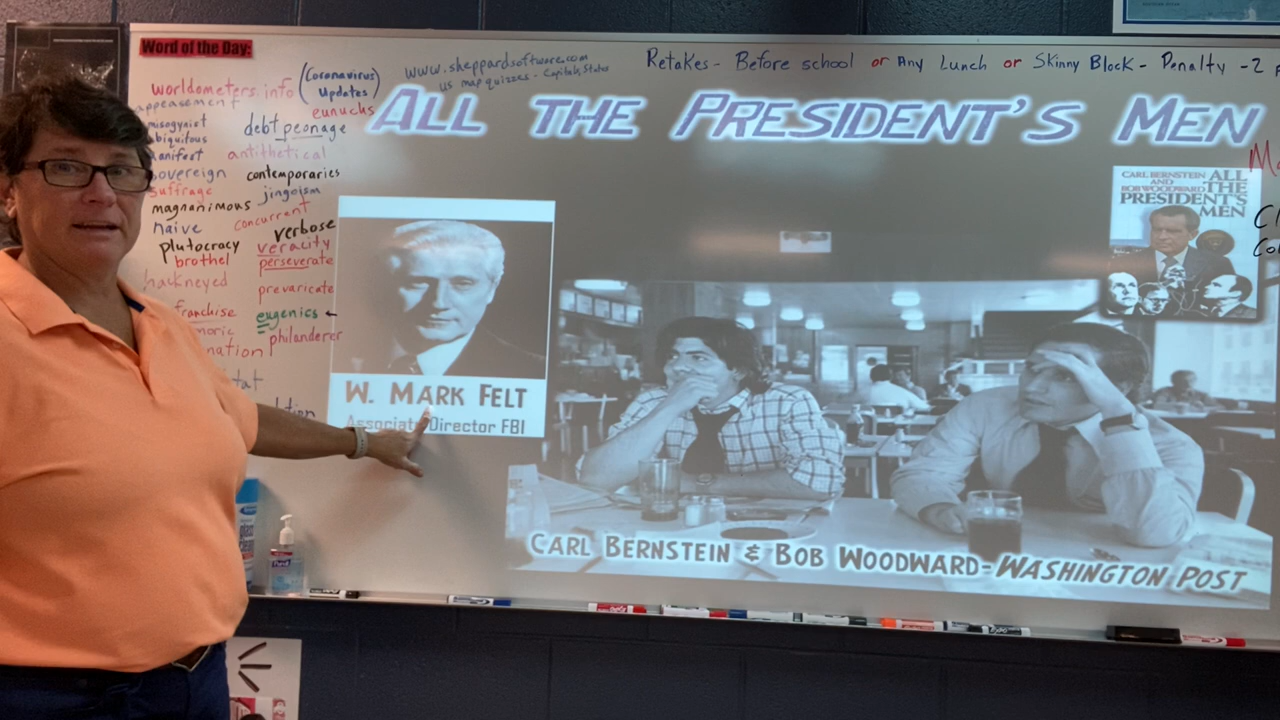 Word of the Day:
worldometers.info (Coronavirus Updates)
www.sheppardsoftware.com
us map quizzes - Capitals, States
Retakes - Before school or Any Lunch or Skinny Block - Penalty -2
appeasement
eunuchs
misogynist
ubiquitous
debt peonage
manifest
antithetical
sovereign
contemporaries
suffrage
jingoism
magnanimous
concurrent
naive
verbose
plutocracy
veracity
brothel
perseverate
hackneyed
prevaricate
franchise
eugenics
philanderer
nation
ALL THE PRESIDENT'S MEN
CARL BERNSTEIN AND BOB WOODWARD
ALL THE PRESIDENT'S MEN
W. MARK FELT
Associate Director FBI
CARL BERNSTEIN & BOB WOODWARD-WASHINGTON POST